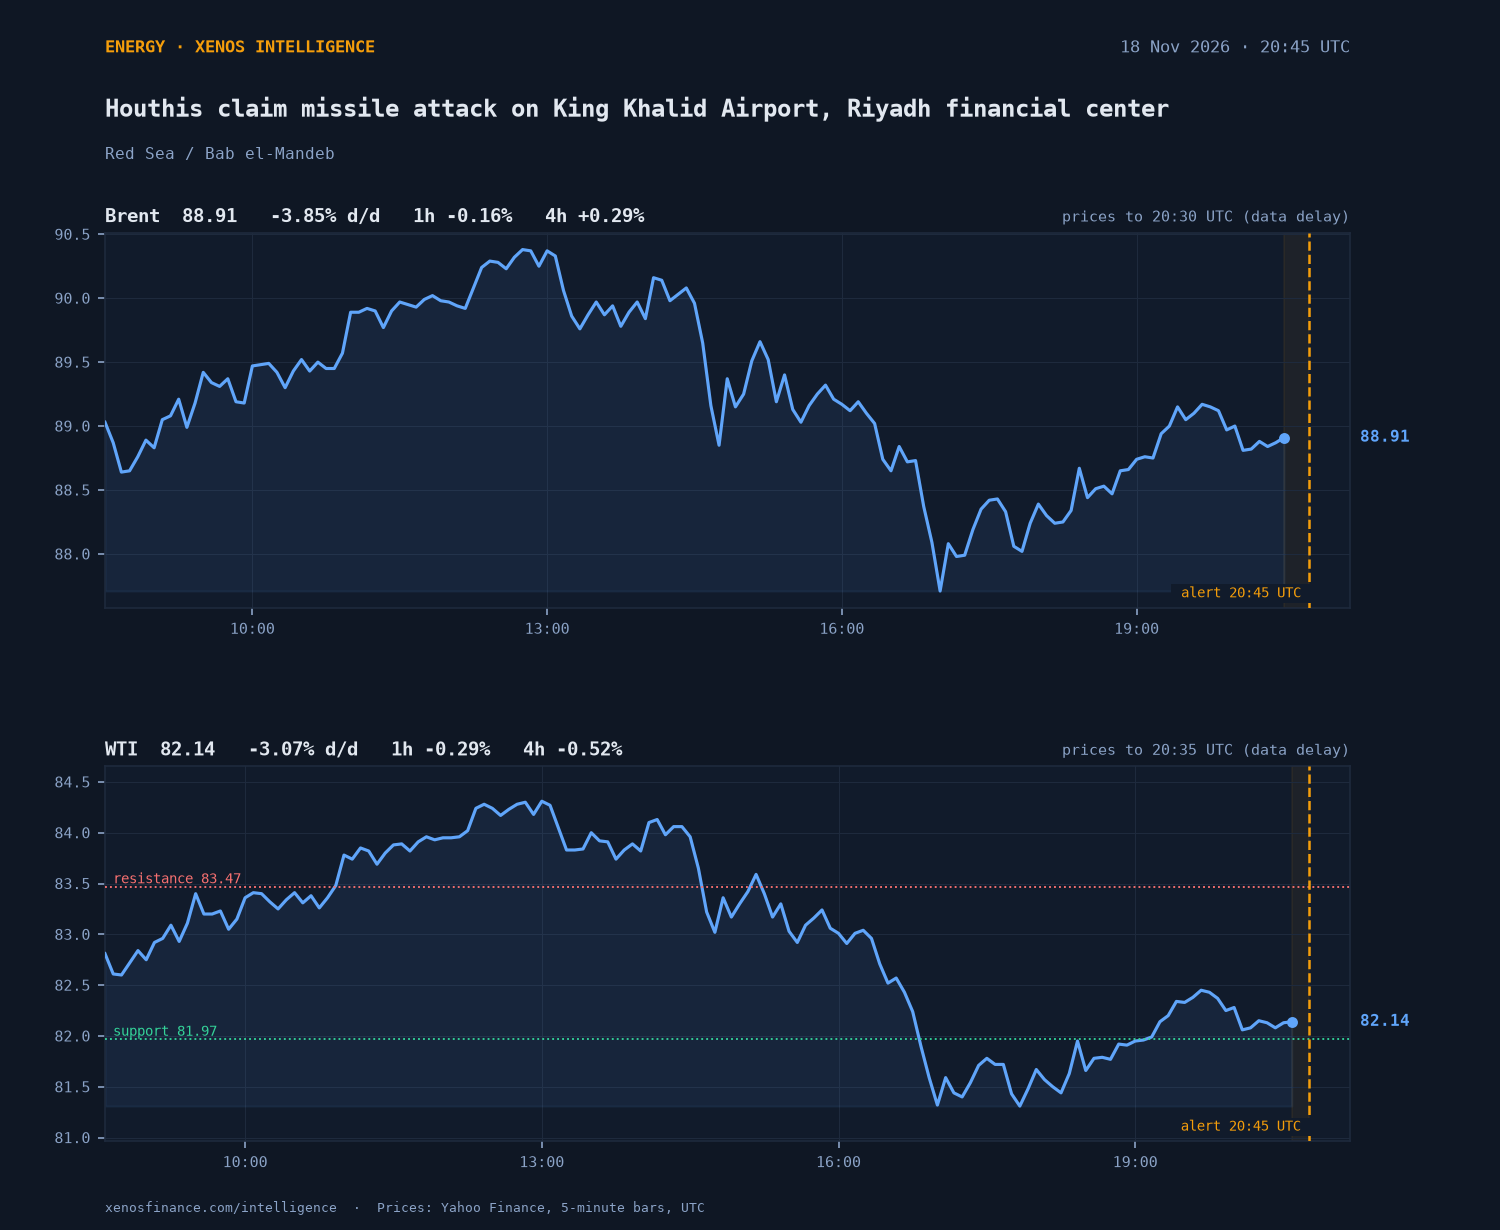 ENERGY · XENOS INTELLIGENCE
18 Nov 2026 · 20:45 UTC
Houthis claim missile attack on King Khalid Airport, Riyadh financial center
Red Sea / Bab el-Mandeb
Brent 88.91 -3.85% d/d 1h -0.16% 4h +0.29%
prices to 20:30 UTC (data delay)
90.5
90.0
89.5
89.0
88.5
88.0
88.91
alert 20:45 UTC
10:00 13:00 16:00 19:00
WTI 82.14 -3.07% d/d 1h -0.29% 4h -0.52%
prices to 20:35 UTC (data delay)
84.5
84.0
83.5
83.0
82.5
82.0
81.5
81.0
resistance 83.47
support 81.97
82.14
alert 20:45 UTC
10:00 13:00 16:00 19:00
xenosfinance.com/intelligence · Prices: Yahoo Finance, 5-minute bars, UTC